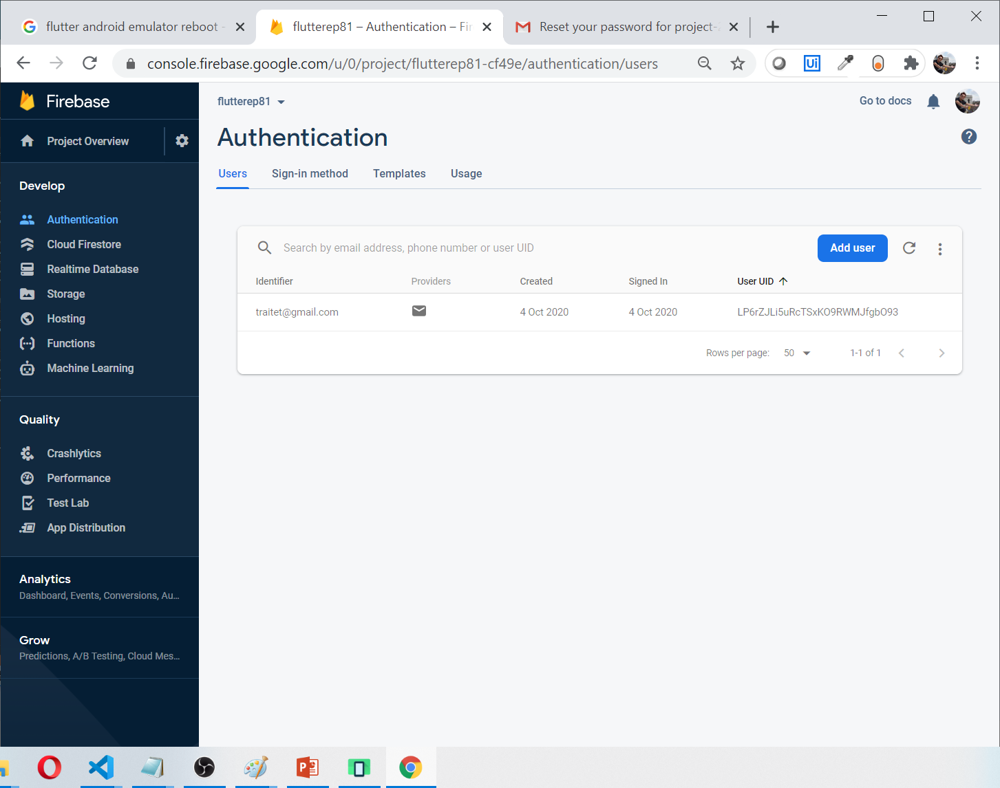 flutter android emulator reboot -
flutterep81 – Authentication – Fir
Reset your password for project-
console.firebase.google.com/u/0/project/flutterep81-cf49e/authentication/users
Ui
Firebase
flutterep81
Go to docs
Project Overview
Authentication
?
Users
Sign-in method
Templates
Usage
Develop
Authentication
Cloud Firestore
Realtime Database
Storage
Hosting
Functions
Machine Learning
Search by email address, phone number or user UID
Add user
Identifier
Providers
Created
Signed In
User UID
traitet@gmail.com
4 Oct 2020
4 Oct 2020
LP6rZJLi5uRcTSxKO9RWMJfgbO93
Rows per page:
50
1-1 of 1
Quality
Crashlytics
Performance
Test Lab
App Distribution
Analytics
Dashboard, Events, Conversions, Au...
Grow
Predictions, A/B Testing, Cloud Mes...